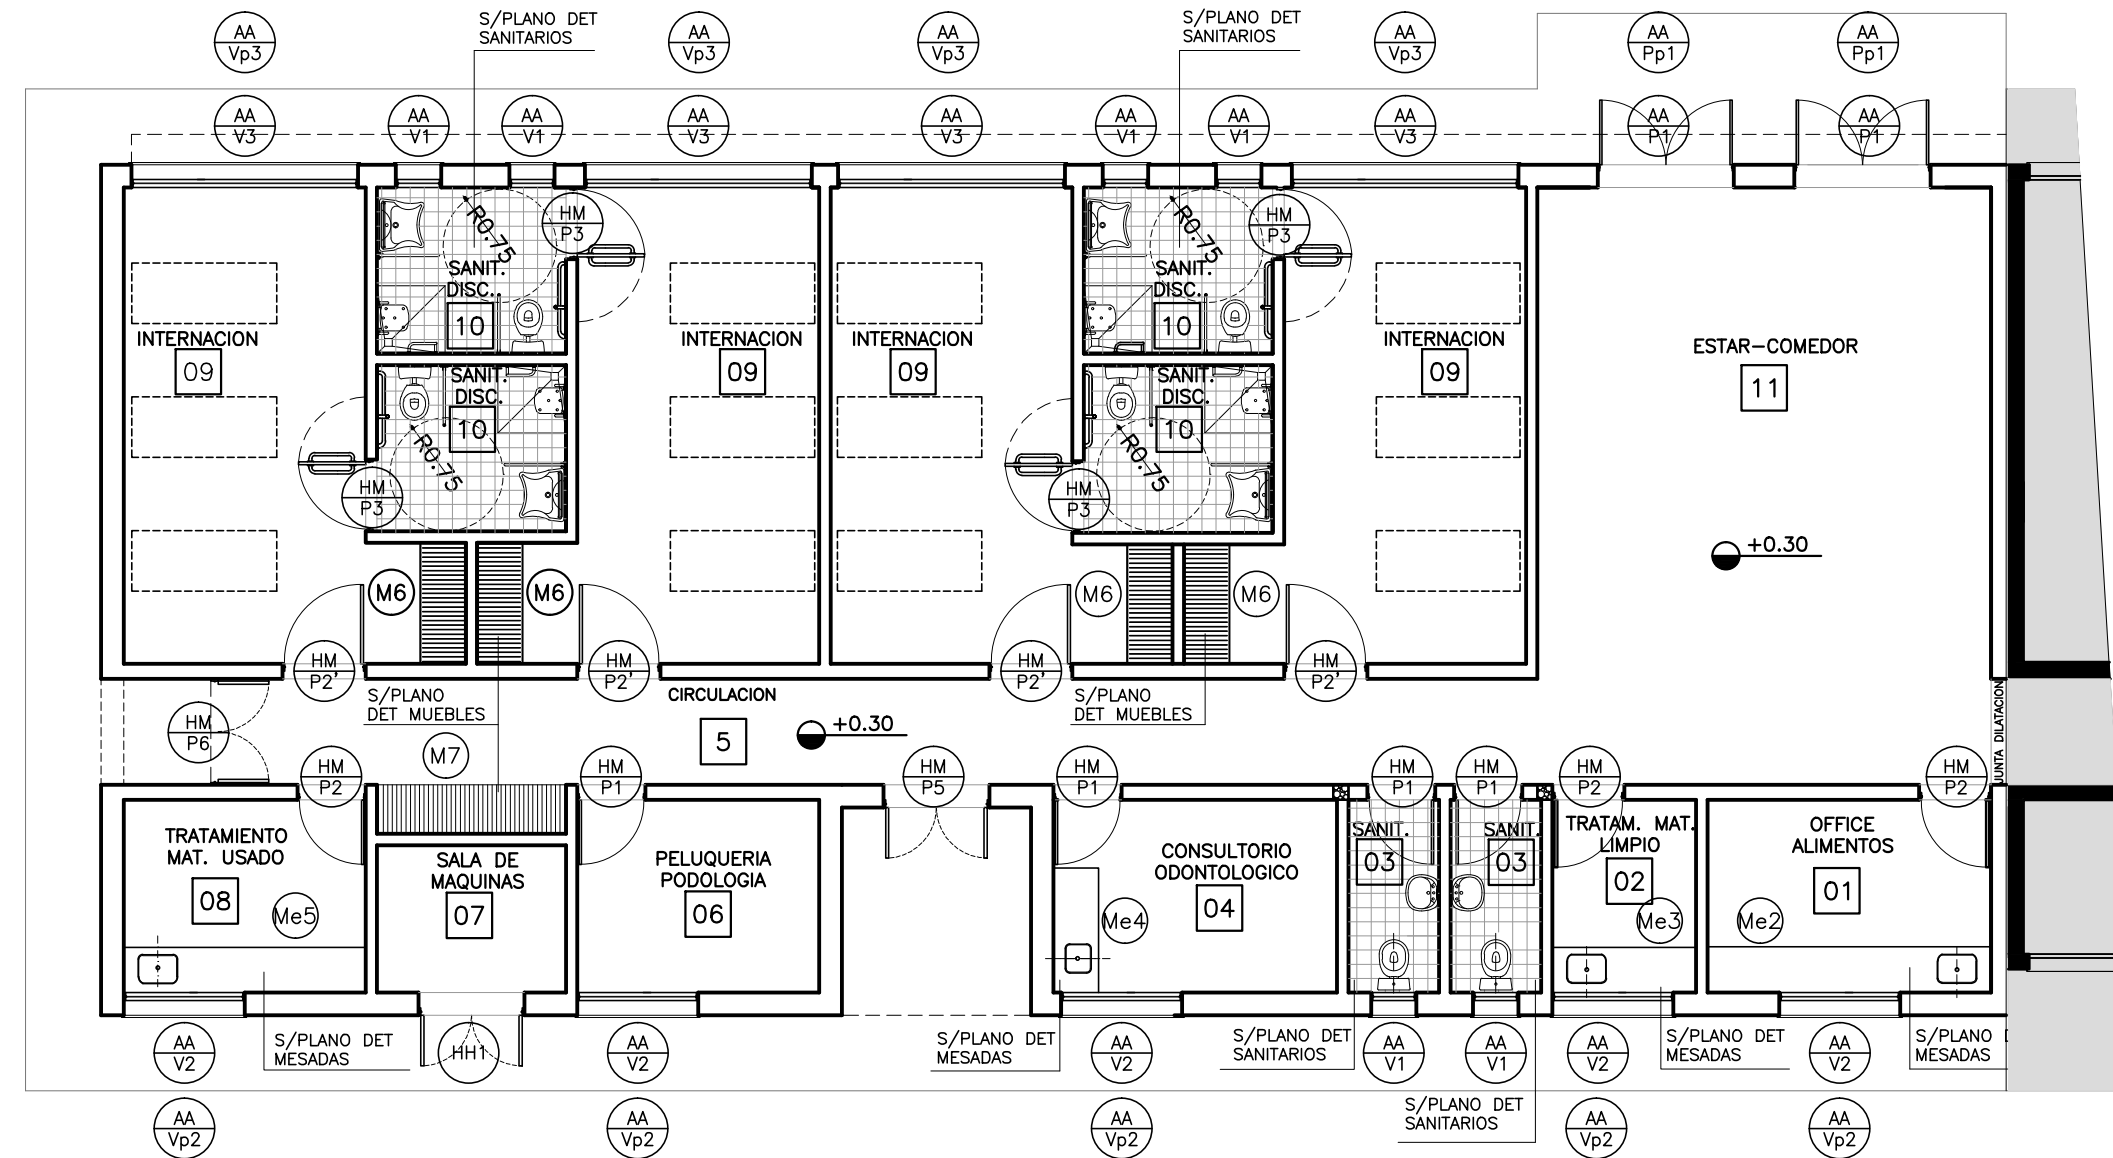 S/PLANO DET
SANITARIOS
S/PLANO DET
SANITARIOS
AA
Vp3
AA
Vp3
AA
Vp3
AA
Vp3
AA
Pp1
AA
Pp1
AA
V3
AA
V1
AA
V1
AA
V3
AA
V3
AA
V1
AA
V1
AA
V3
AA
P1
AA
P1
R0.75
HM
P3
R0.75
HM
P3
SANIT.
DISC.
10
SANIT.
DISC.
10
INTERNACION
09
INTERNACION
09
INTERNACION
09
INTERNACION
09
ESTAR-COMEDOR
11
SANIT.
DISC.
10
SANIT.
DISC.
10
R0.75
HM
P3
R0.75
HM
P3
+0.30
M6
M6
M6
M6
HM
P2'
HM
P2'
HM
P2'
HM
P2'
S/PLANO
DET MUEBLES
CIRCULACION
5
+0.30
S/PLANO
DET MUEBLES
JUNTA DILATACION
HM
P6
M7
HM
P2
HM
P1
HM
P5
HM
P1
HM
P1
HM
P1
HM
P2
HM
P2
TRATAMIENTO
MAT. USADO
08
Me5
SALA DE
MAQUINAS
07
PELUQUERIA
PODOLOGIA
06
CONSULTORIO
ODONTOLOGICO
04
Me4
SANIT.
03
SANIT.
03
TRATAM. MAT.
LIMPIO
02
Me3
OFFICE
ALIMENTOS
01
Me2
AA
V2
S/PLANO DET
MESADAS
HH1
AA
V2
S/PLANO DET
MESADAS
AA
V2
S/PLANO DET
SANITARIOS
AA
V1
AA
V1
AA
V2
S/PLANO DET
MESADAS
AA
V2
S/PLANO
MESADAS
AA
Vp2
AA
Vp2
AA
Vp2
S/PLANO DET
SANITARIOS
AA
Vp2
AA
Vp2